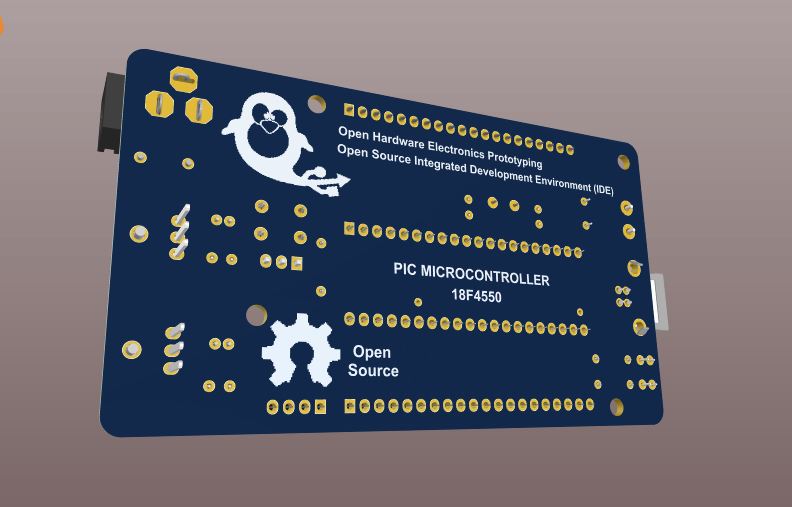 Open Hardware Electronics Prototyping
Open Source Integrated Development Environment (IDE)
PIC MICROCONTROLLER
18F4550
Open
Source